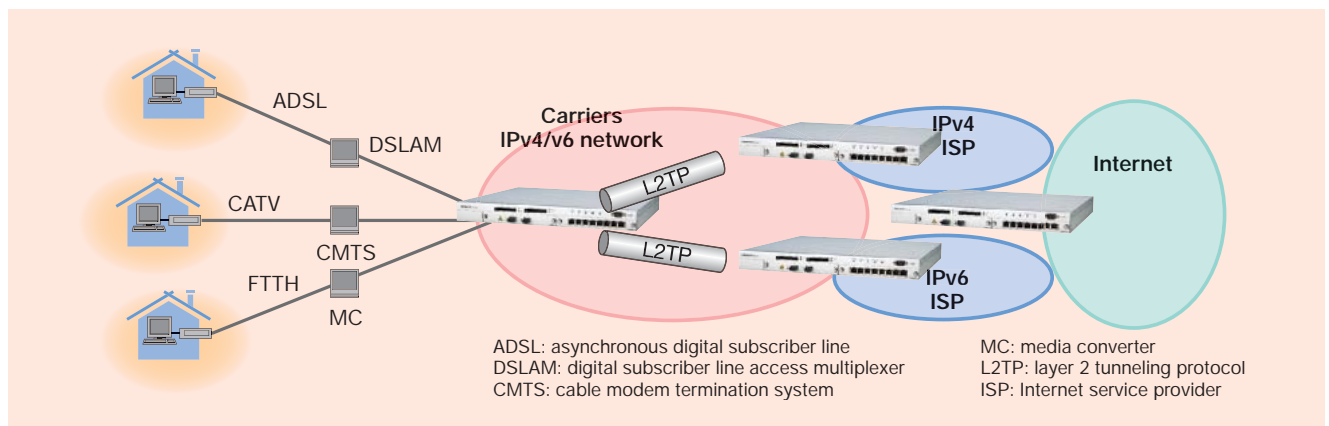 ADSL
DSLAM
CATV
CMTS
FTTH
MC
Carriers
IPv4/v6 network
L2TP
L2TP
IPv4
ISP
Internet
IPv6
ISP
ADSL: asynchronous digital subscriber line
DSLAM: digital subscriber line access multiplexer
CMTS: cable modem termination system
MC: media converter
L2TP: layer 2 tunneling protocol
ISP: Internet service provider